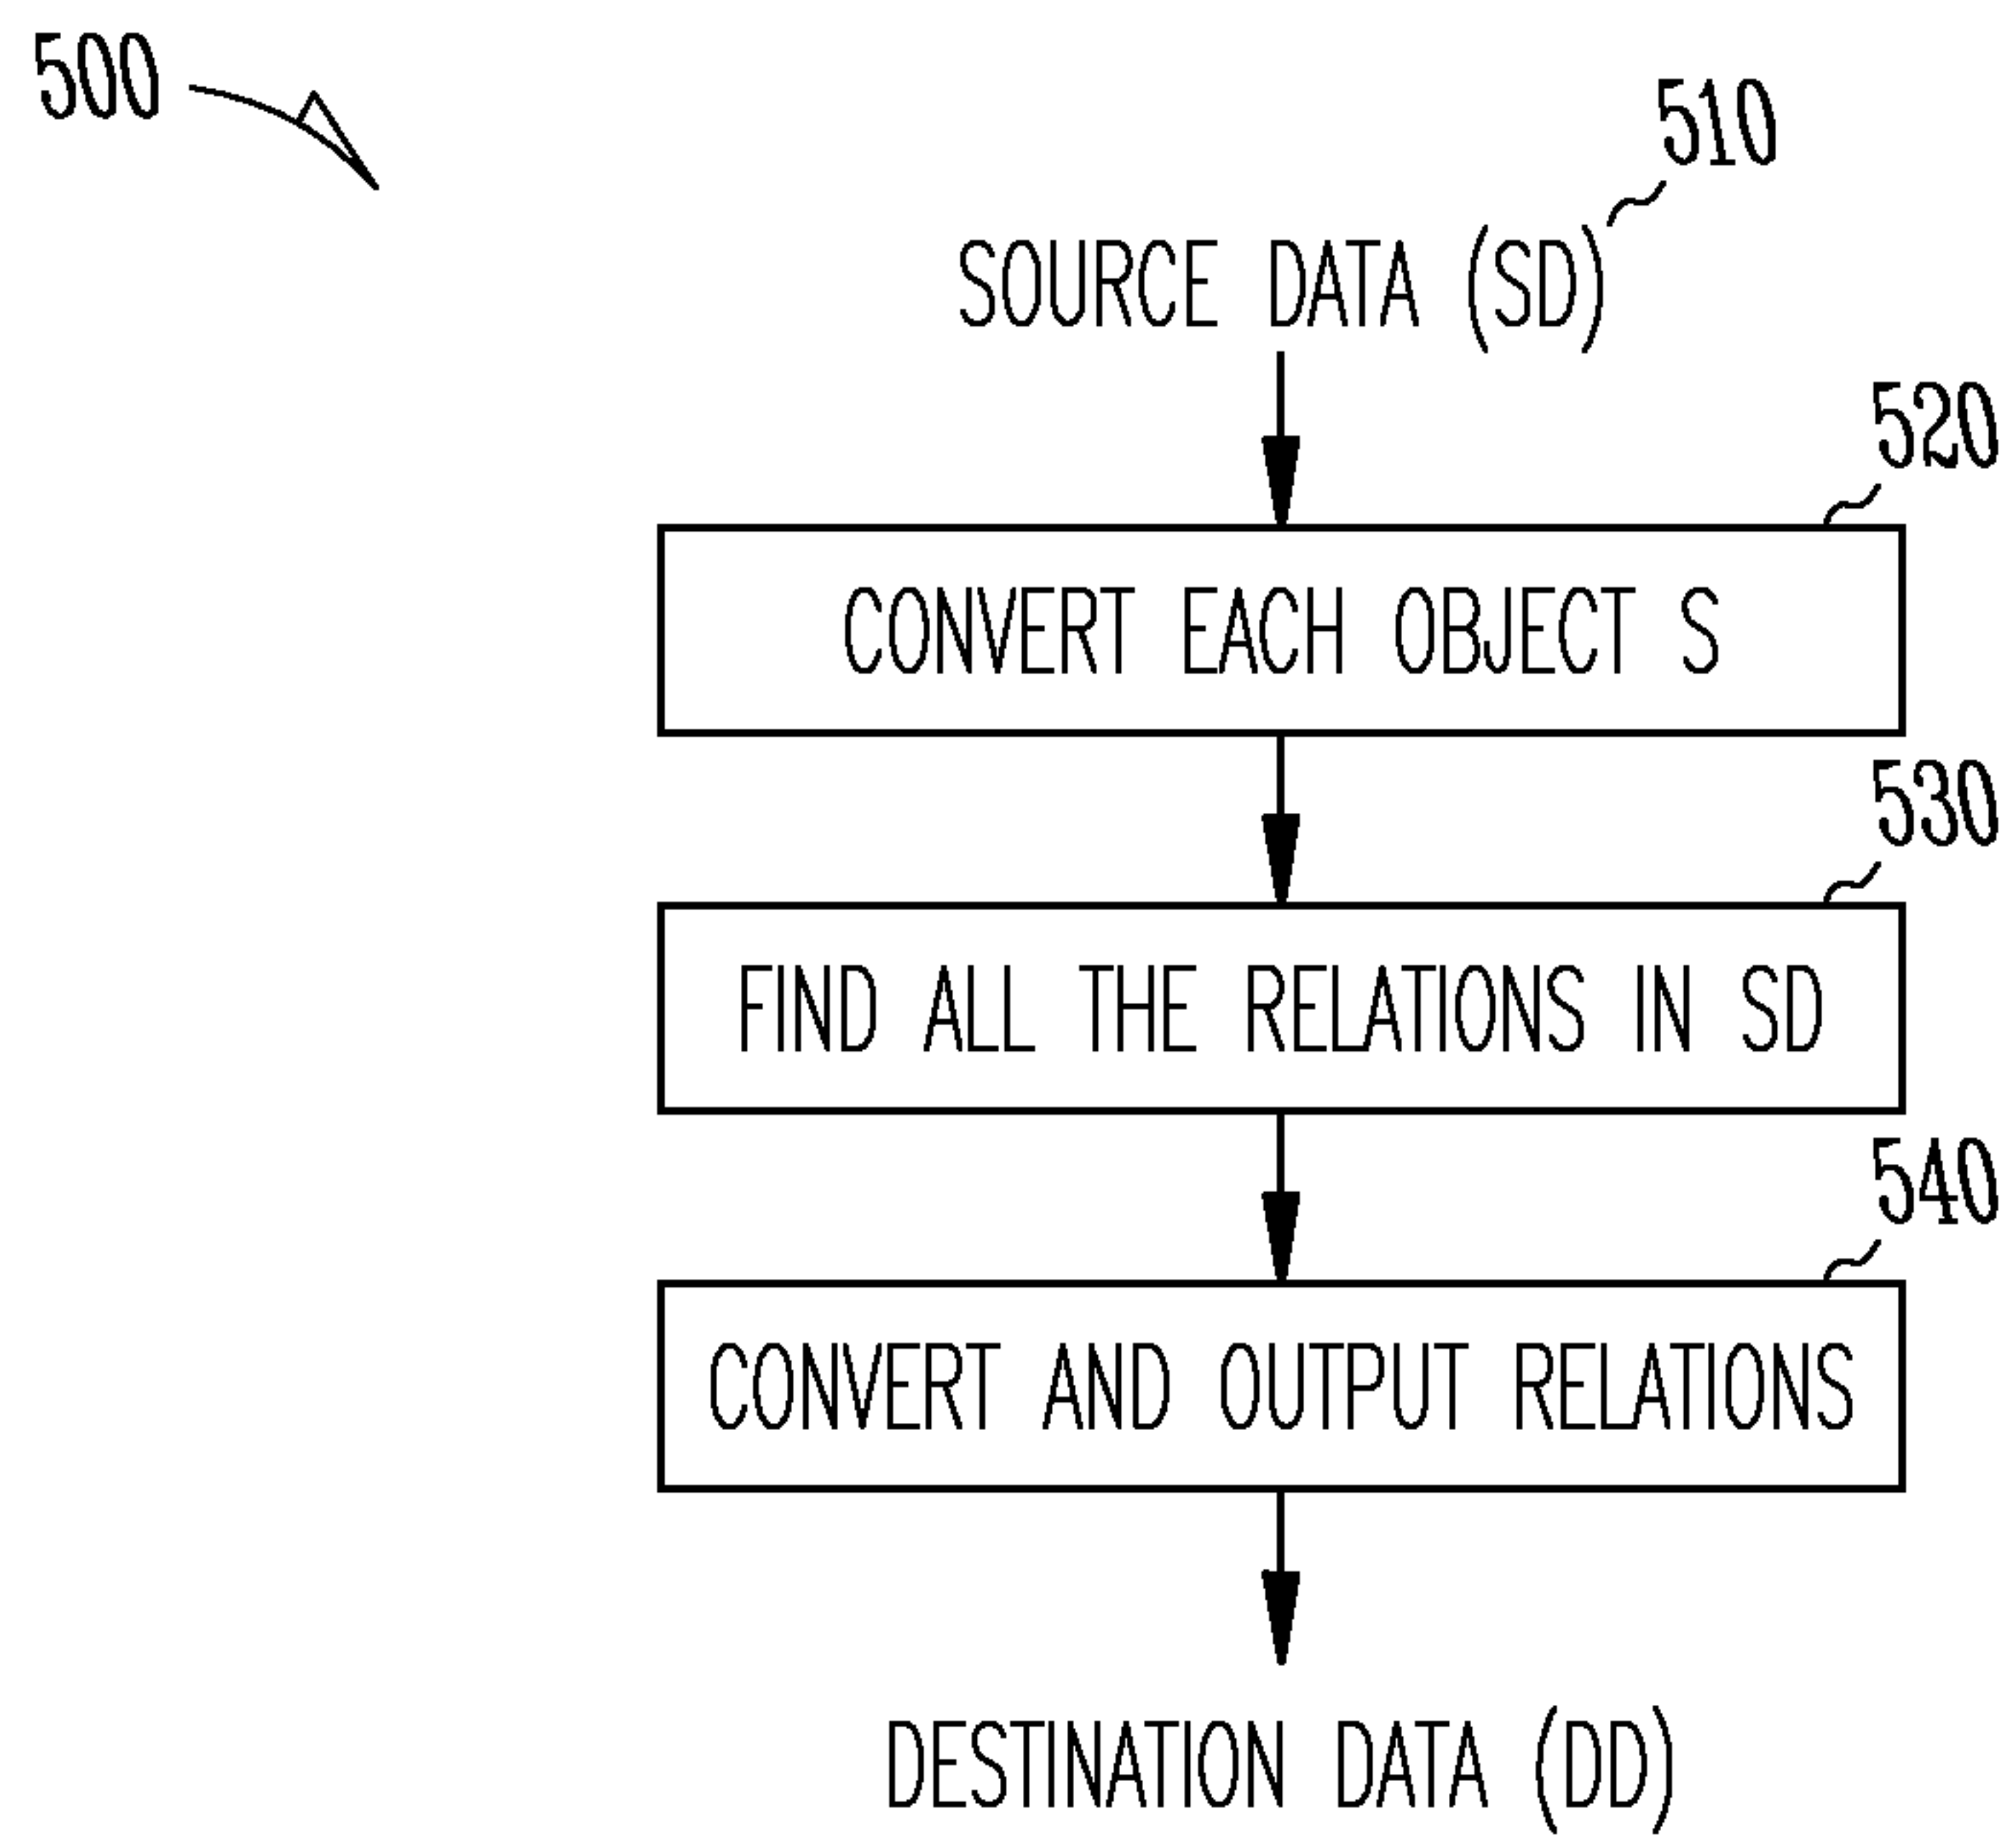 500
510
SOURCE DATA (SD)
520
CONVERT EACH OBJECT S
530
FIND ALL THE RELATIONS IN SD
540
CONVERT AND OUTPUT RELATIONS
DESTINATION DATA (DD)